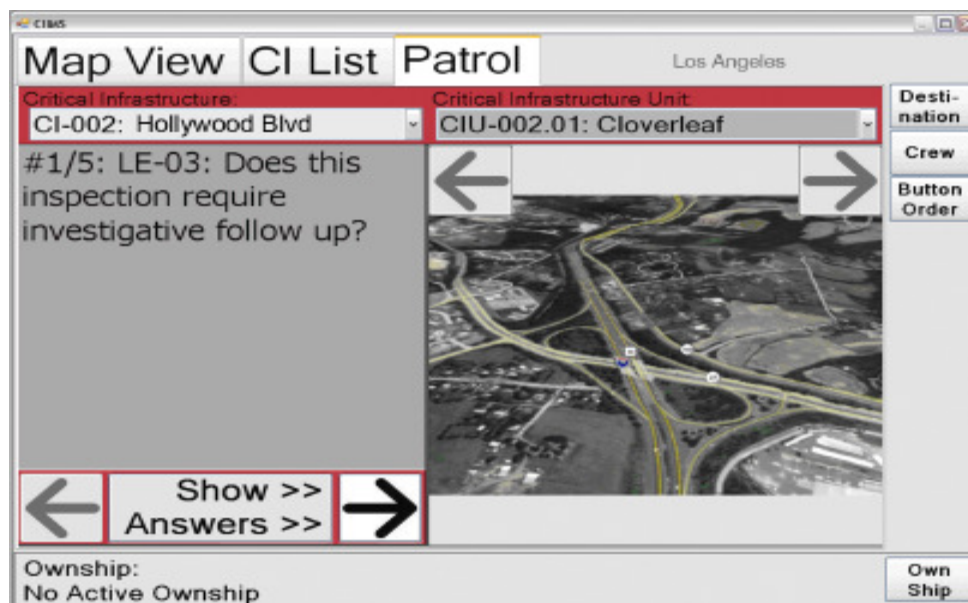 CIMS
Map View CI List Patrol Los Angeles
Critical Infrastructure: Critical Infrastructure Unit:
CI-002: Hollywood Blvd CIU-002.01: Cloverleaf
Desti-
nation
Crew
Button
Order
#1/5: LE-03: Does this
inspection require
investigative follow up?
Show >>
Answers >>
Ownship:
No Active Ownship
Own
Ship